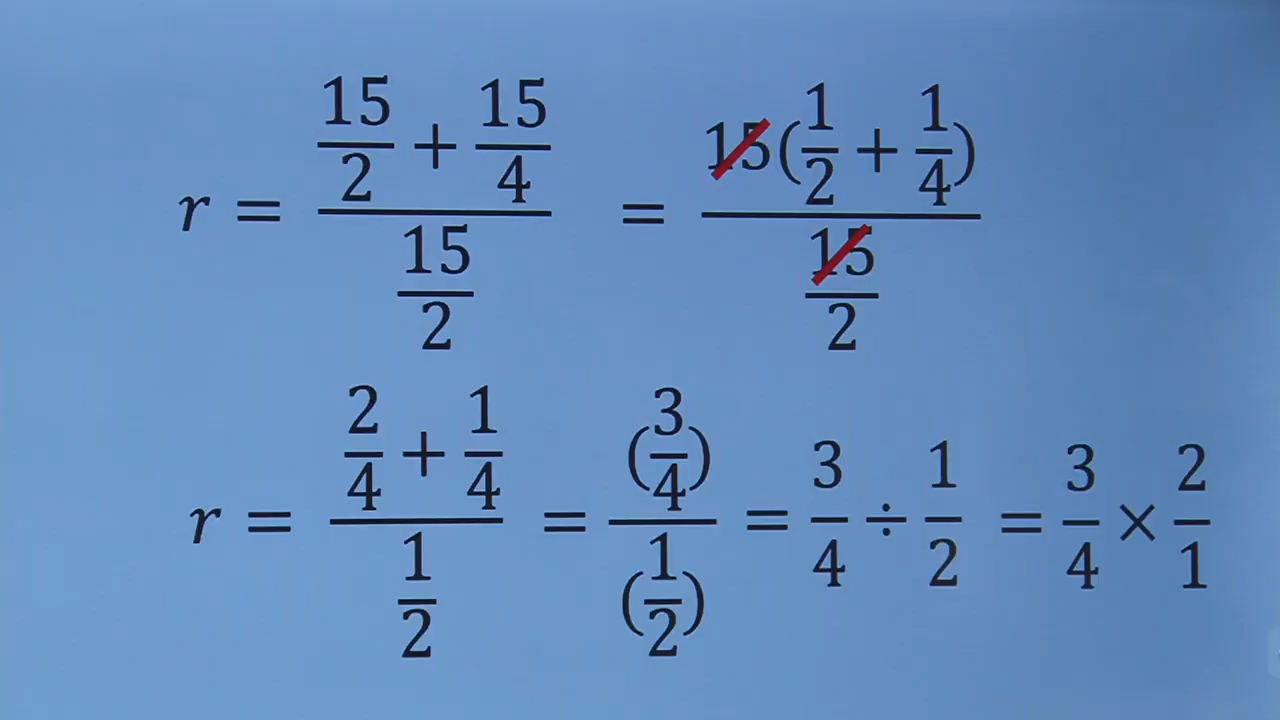 r = (15/2 + 15/4)/(15/2) = 15(1/2 + 1/4)/(15/2)
r = (2/4 + 1/4)/(1/2) = (3/4)/(1/2) = 3/4 ÷ 1/2 = 3/4 × 2/1